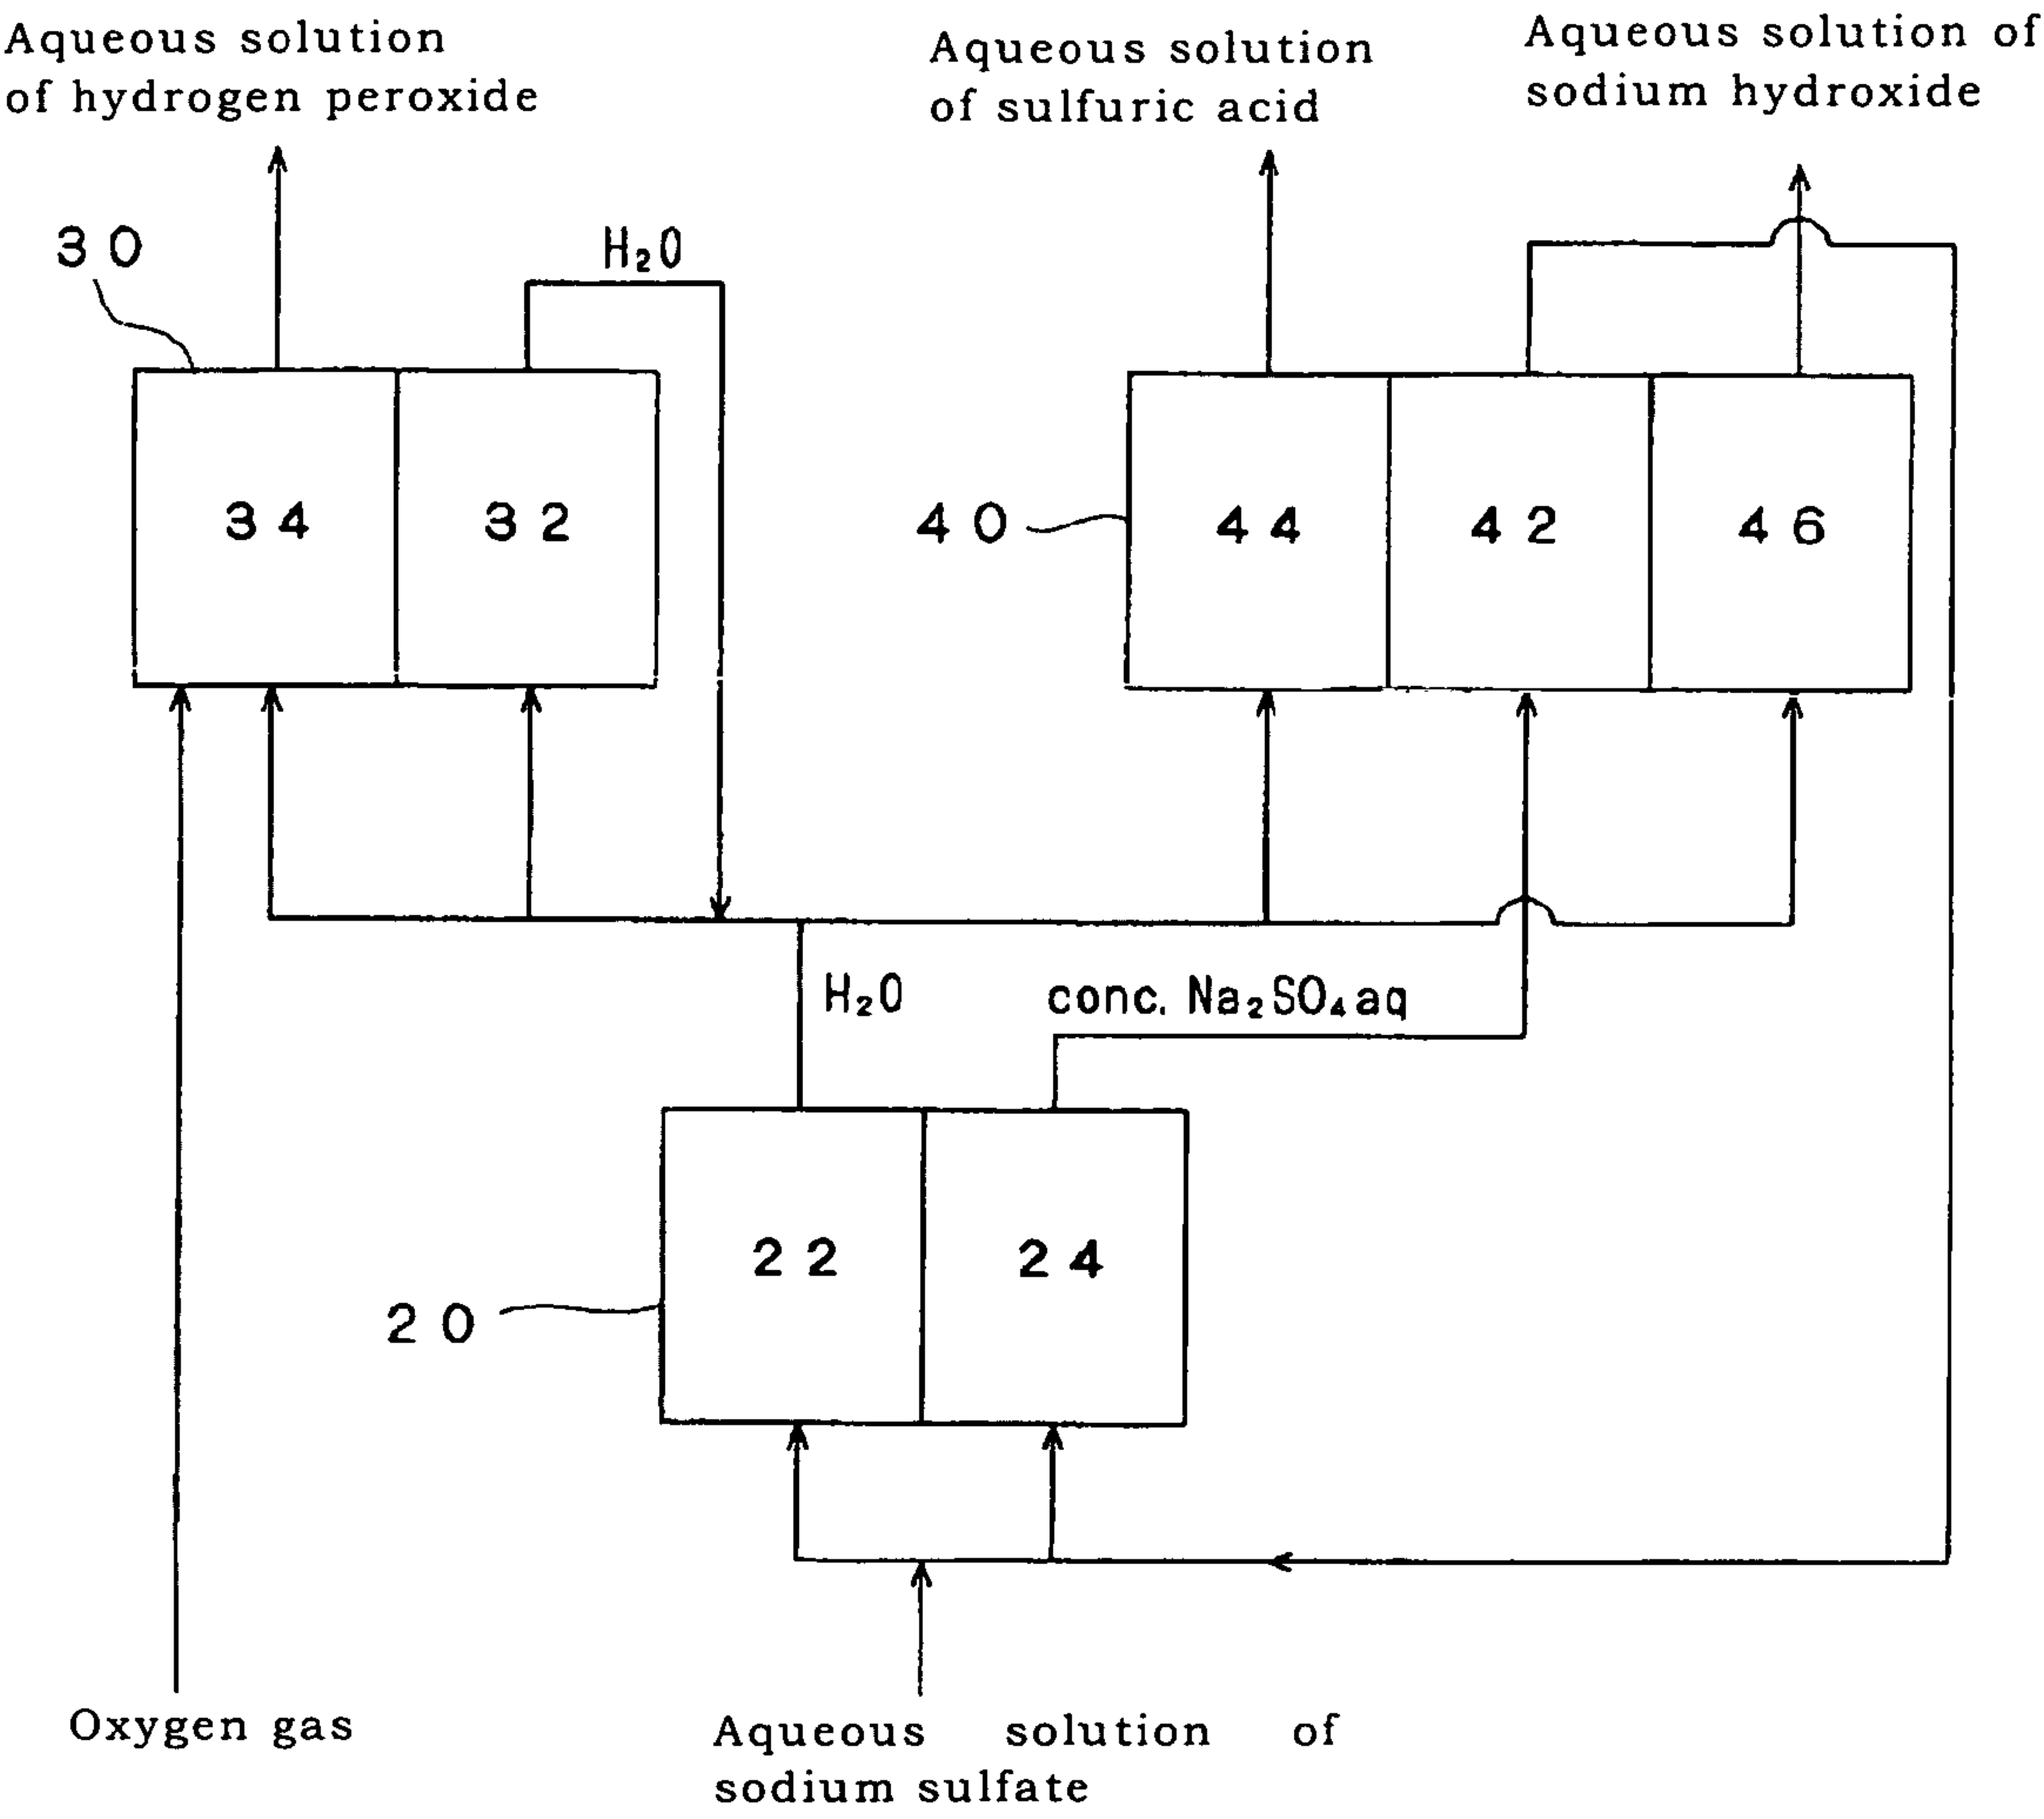 Aqueous solution
of hydrogen peroxide
Aqueous solution
of sulfuric acid
Aqueous solution of
sodium hydroxide
30
H₂O
34
32
40
44
42
46
H₂O
conc. Na₂SO₄aq
22
24
20
Oxygen gas
Aqueous solution of
sodium sulfate